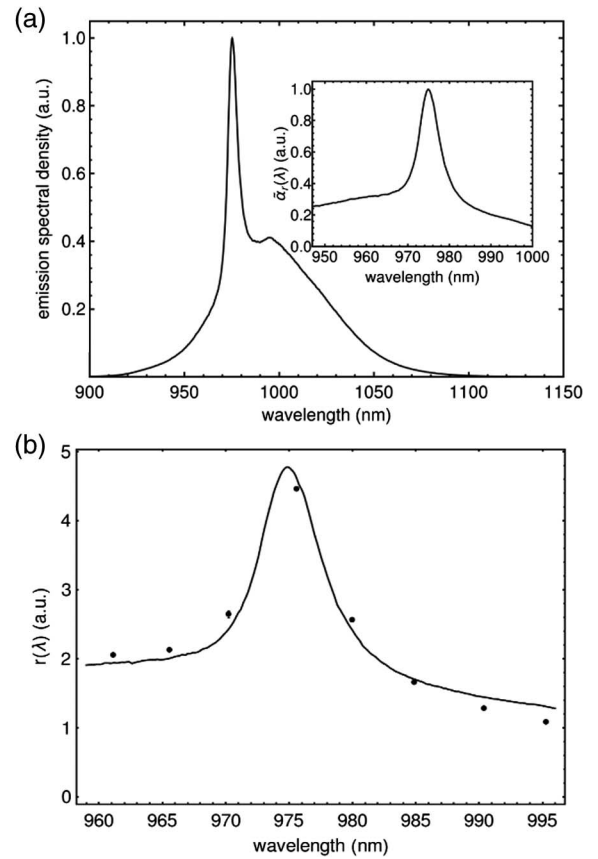 (a)
emission spectral density (a.u.)
1.0
0.8
0.6
0.4
0.2
900 950 1000 1050 1100 1150
wavelength (nm)
ᾱr(λ) (a.u.)
1.0
0.8
0.6
0.4
0.2
0.0
950 960 970 980 990 1000
wavelength (nm)
(b)
r(λ) (a.u.)
5
4
3
2
1
0
960 965 970 975 980 985 990 995
wavelength (nm)